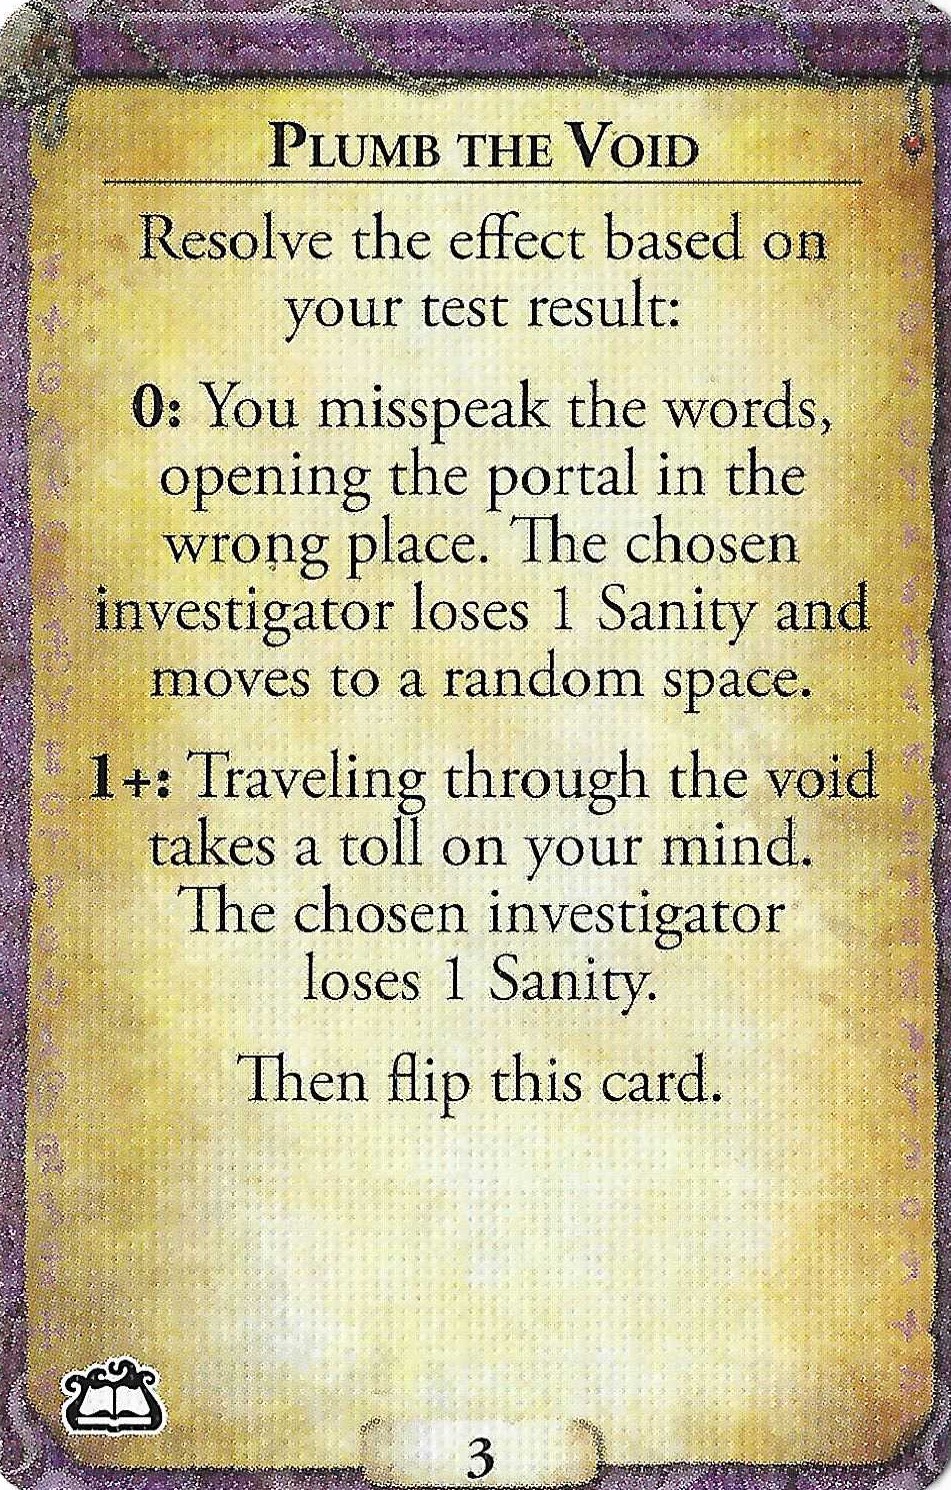 PLUMB THE VOID
Resolve the effect based on
your test result:
0: You misspeak the words,
opening the portal in the
wrong place. The chosen
investigator loses 1 Sanity and
moves to a random space.
1+: Traveling through the void
takes a toll on your mind.
The chosen investigator
loses 1 Sanity.
Then flip this card.
3